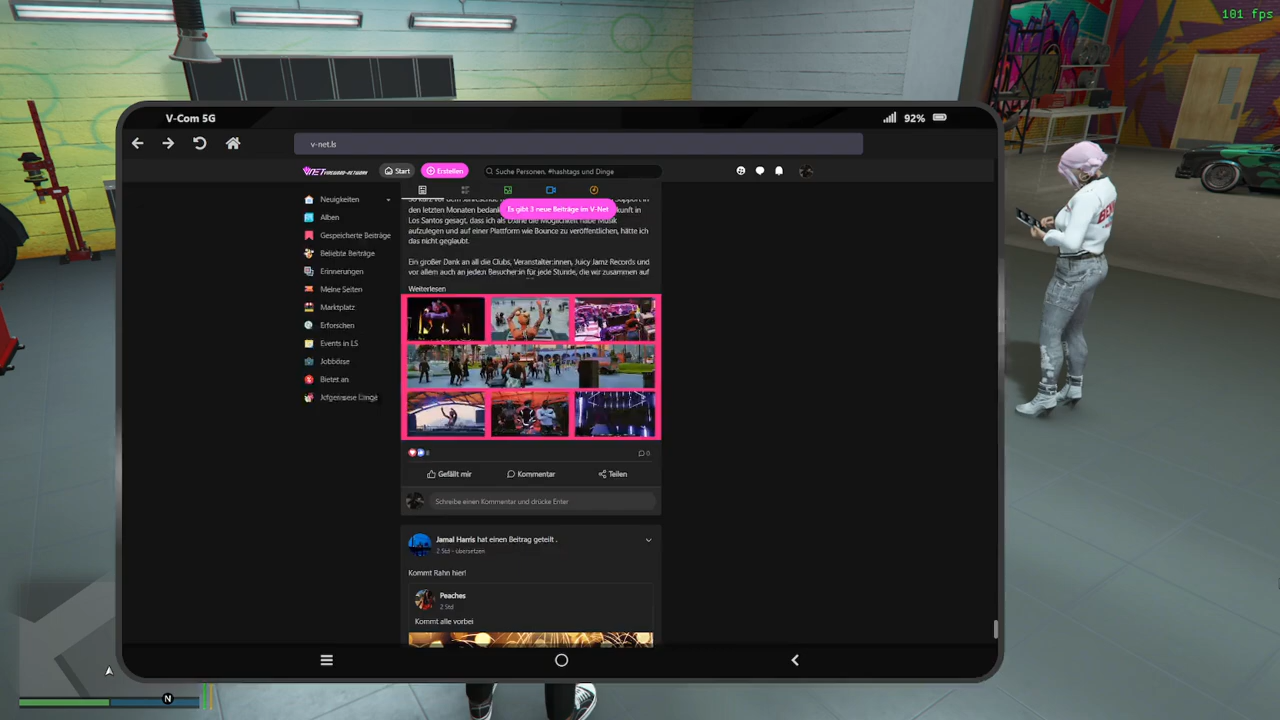 101 fps
V-Com 5G
92%
v-net.ls
Start
Erstellen
Suche Personen, #hashtags und Dinge
Neuigkeiten
Alben
Gespeicherte Beiträge
Beliebte Beiträge
Erinnerungen
Meine Seiten
Marktplatz
Erforschen
Events in LS
Jobbörse
Bietet an
Es gibt 3 neue Beiträge im V-Net
in den letzten Monaten
Los Santos gesagt, dass ich als
aufzulegen und auf einer Plattform wie Bounce zu veröffentlichen, hätte ich
das nicht geglaubt.
Ein großer Dank an all die Clubs, Veranstalter:innen, Juicy Jamz Records und
vor allem auch an jeden Besucher:in für jede Stunde, die wir zusammen auf
Weiterlesen
8
0
Gefällt mir
Kommentar
Teilen
Schreibe einen Kommentar und drücke Enter
Jamal Harris hat einen Beitrag geteilt .
2 Std - übersetzen
Kommt Rahn hier!
Peaches
2 Std
Kommt alle vorbei
N